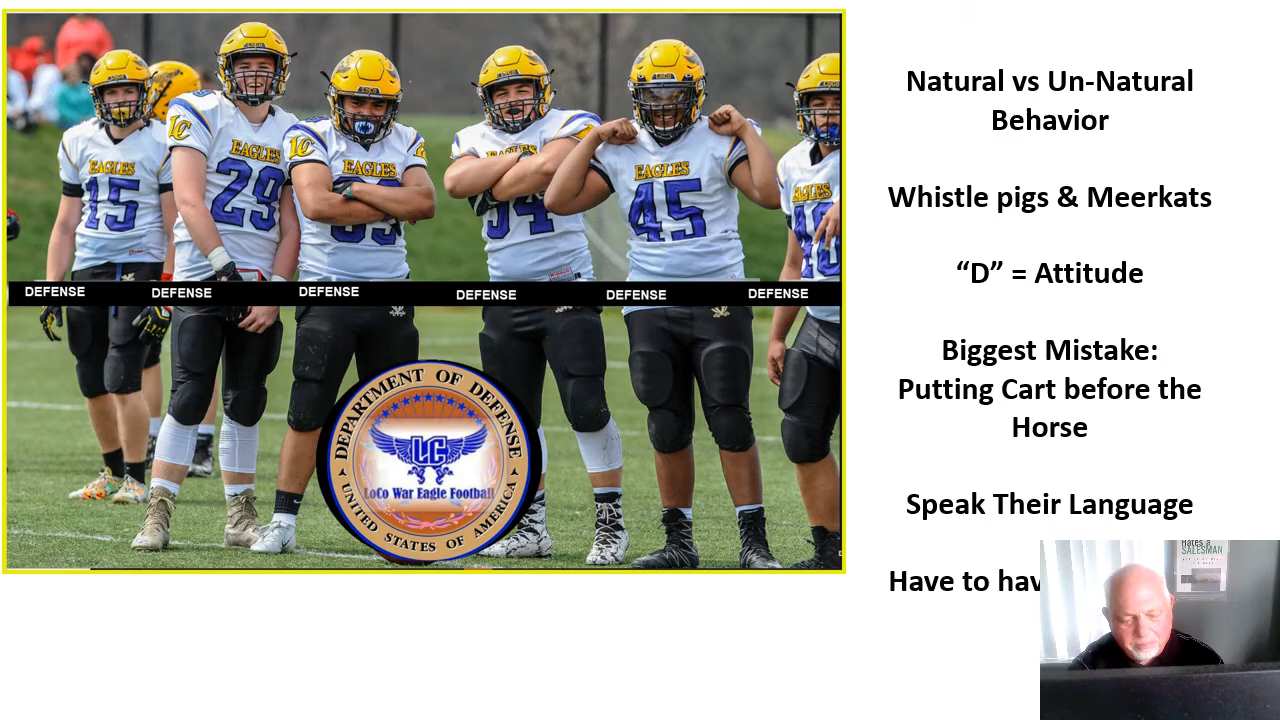 LC
EAGLES
15
EAGLES
29
LC
EAGLES
EAGLES
45
EAGLES
DEFENSE DEFENSE DEFENSE DEFENSE DEFENSE DEFENSE
DEPARTMENT OF DEFENSE
LC
LoCo War Eagle Football
UNITED STATES OF AMERICA
Natural vs Un-Natural
Behavior
Whistle pigs & Meerkats
“D” = Attitude
Biggest Mistake:
Putting Cart before the
Horse
Speak Their Language
Have to hav
Hates a
SALESMAN